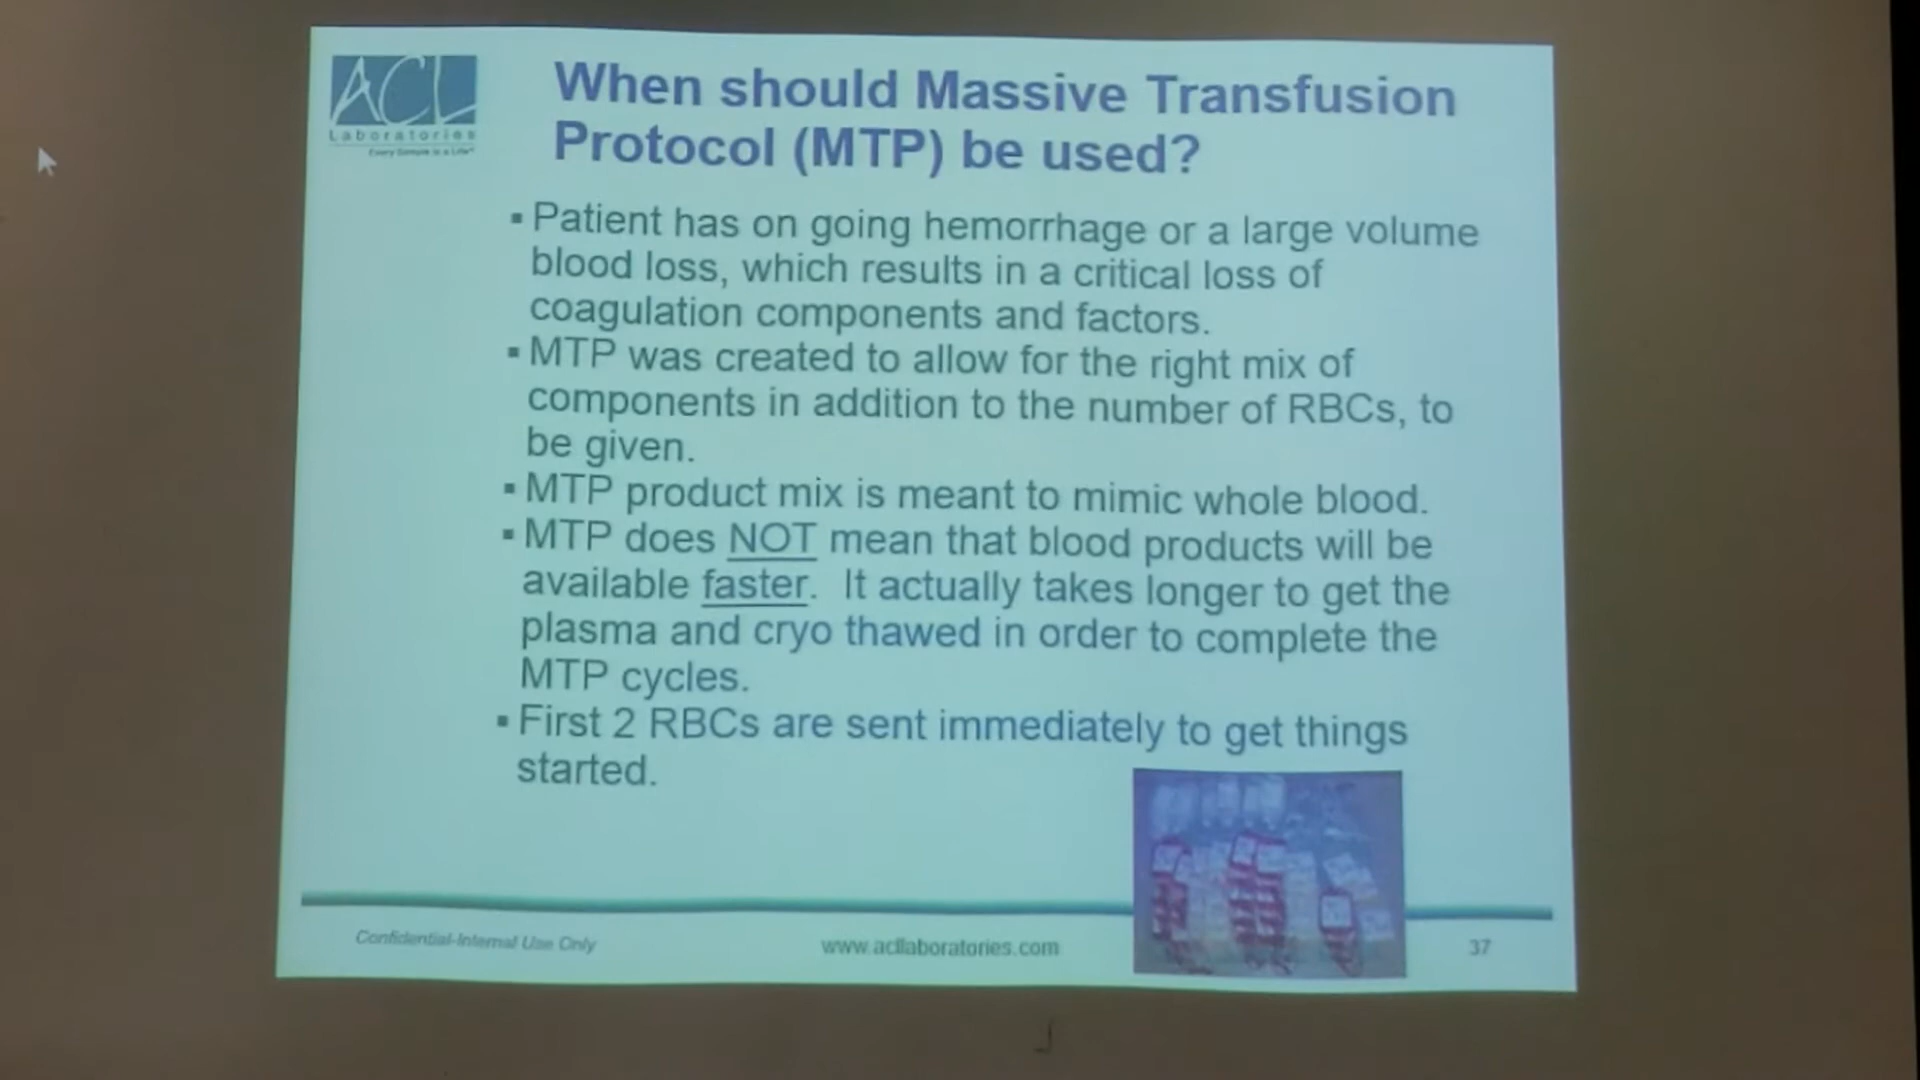 ACL
Laboratories
Every Sample is a Life
When should Massive Transfusion
Protocol (MTP) be used?
▪ Patient has on going hemorrhage or a large volume
blood loss, which results in a critical loss of
coagulation components and factors.
▪ MTP was created to allow for the right mix of
components in addition to the number of RBCs, to
be given.
▪ MTP product mix is meant to mimic whole blood.
▪ MTP does NOT mean that blood products will be
available faster. It actually takes longer to get the
plasma and cryo thawed in order to complete the
MTP cycles.
▪ First 2 RBCs are sent immediately to get things
started.
Confidential-Internal Use Only
www.acllaboratories.com
37